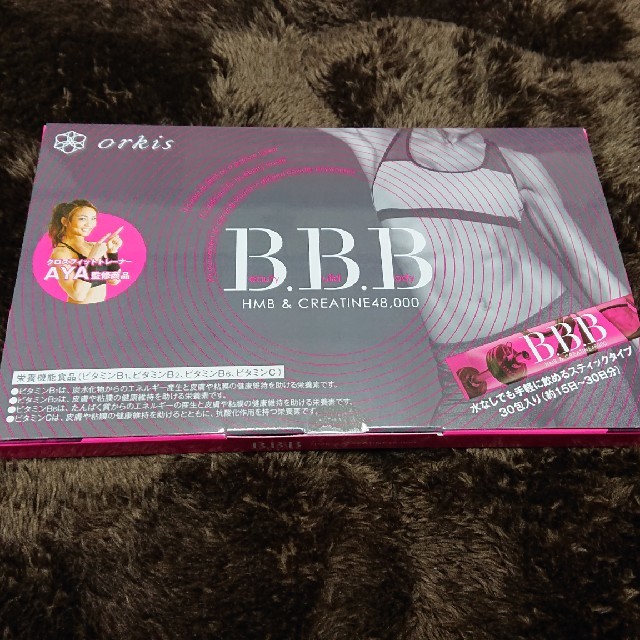 orkis
クロスフィットトレーナー
AYA監修商品
B.B.B
HMB & CREATINE48,000
B.B.B
水なしでも手軽に飲めるスティックタイプ
30包入り(約15日~30日分)
栄養機能食品(ビタミンB1、ビタミンB2、ビタミンB6、ビタミンC)
●ビタミンB1は、炭水化物からのエネルギー産生と皮膚や粘膜の健康維持を助ける栄養素です。
●ビタミンB2は、皮膚や粘膜の健康維持を助ける栄養素です。
●ビタミンB6は、たんぱく質からのエネルギーの産生と皮膚や粘膜の健康維持を助ける栄養素です。
●ビタミンCは、皮膚や粘膜の健康維持を助けるとともに、抗酸化作用を持つ栄養素です。